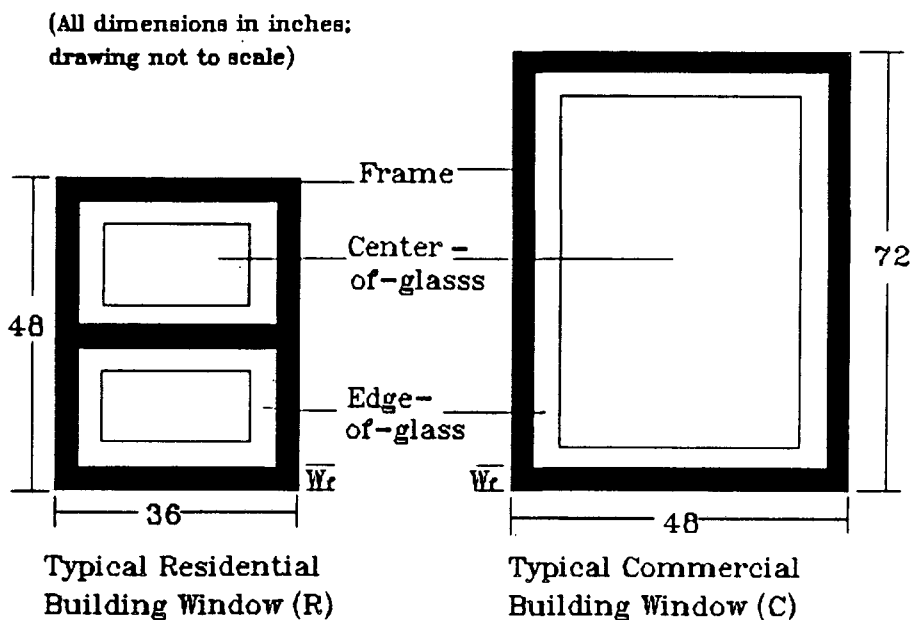 (All dimensions in inches;
drawing not to scale)
Frame
Center-
of-glasss
72
48
Edge-
of-glass
Wf
Wf
36
48
Typical Residential
Building Window (R)
Typical Commercial
Building Window (C)